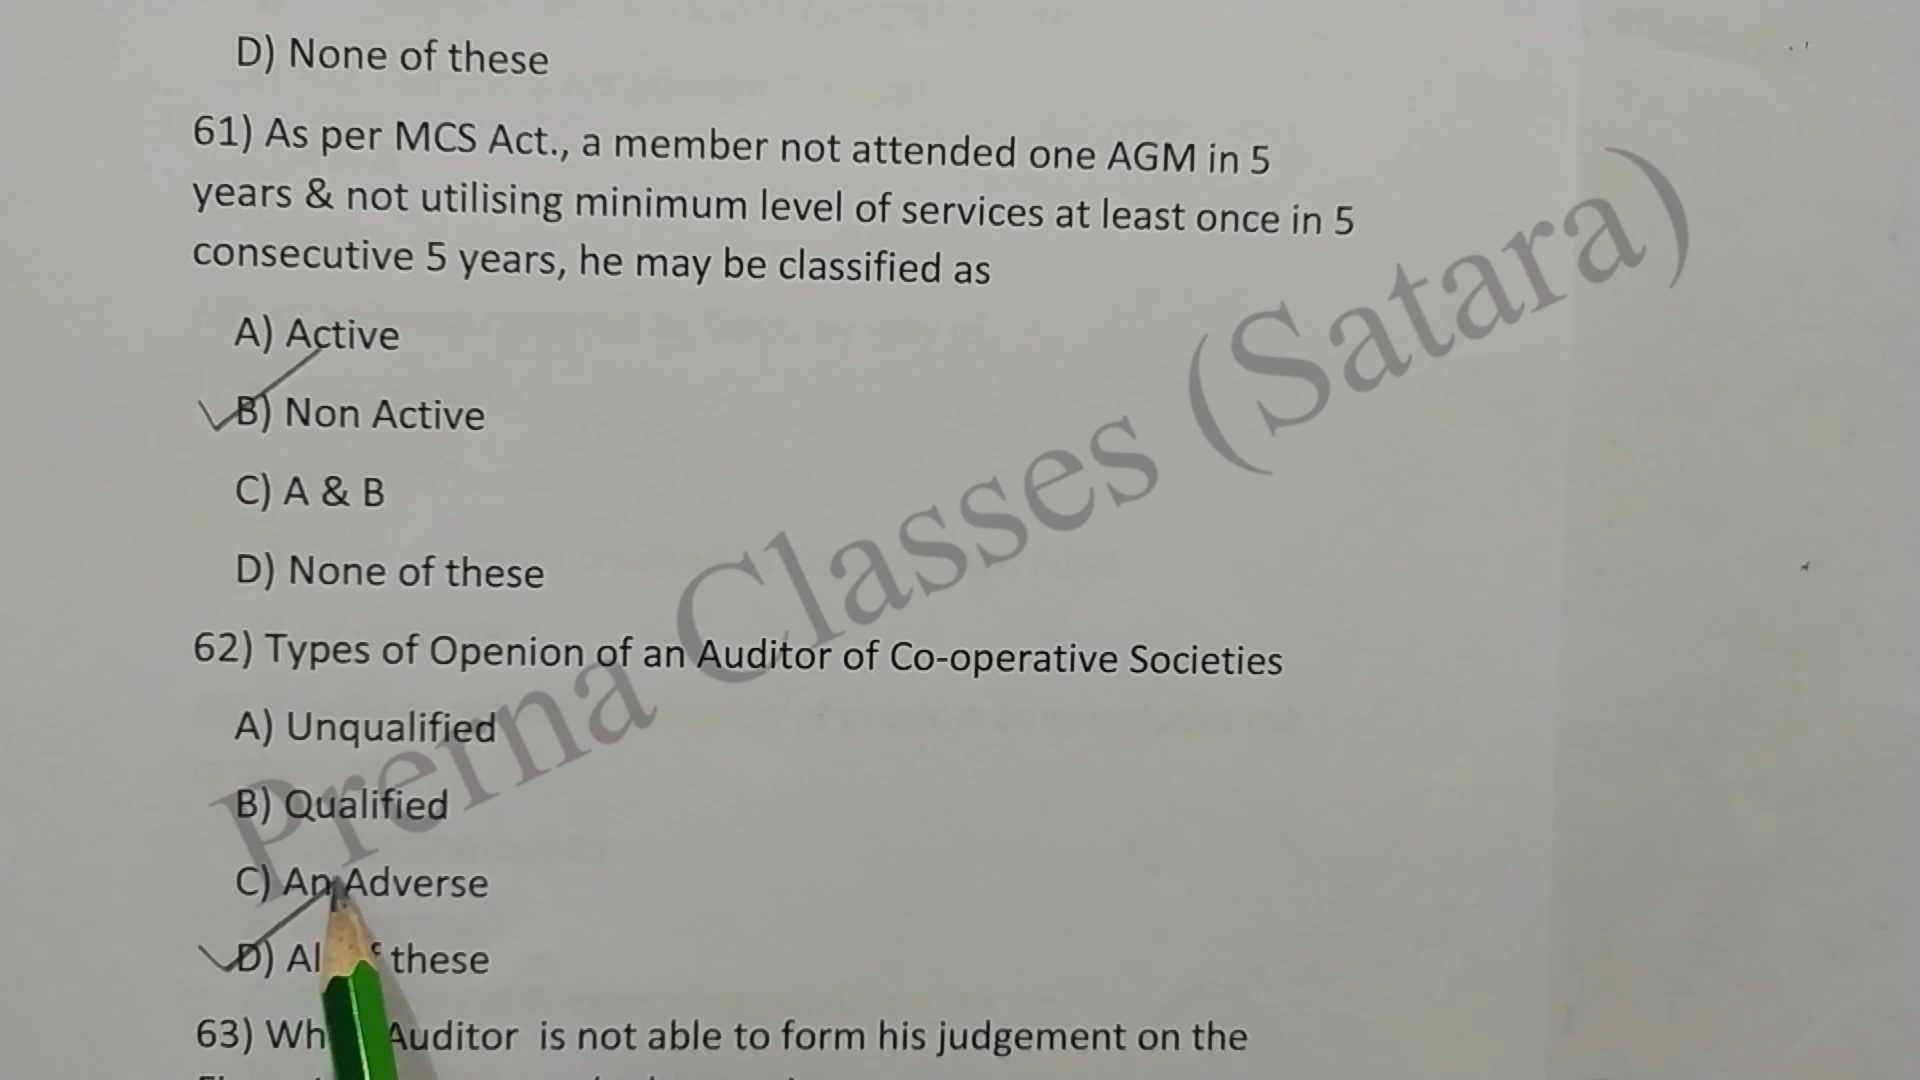 D) None of these
61) As per MCS Act., a member not attended one AGM in 5
years & not utilising minimum level of services at least once in 5
consecutive 5 years, he may be classified as
A) Active
B) Non Active
C) A & B
D) None of these
62) Types of Openion of an Auditor of Co-operative Societies
A) Unqualified
B) Qualified
C) An Adverse
D) these
63) Auditor is not able to form his judgement on the
Prerna Classes (Satara)